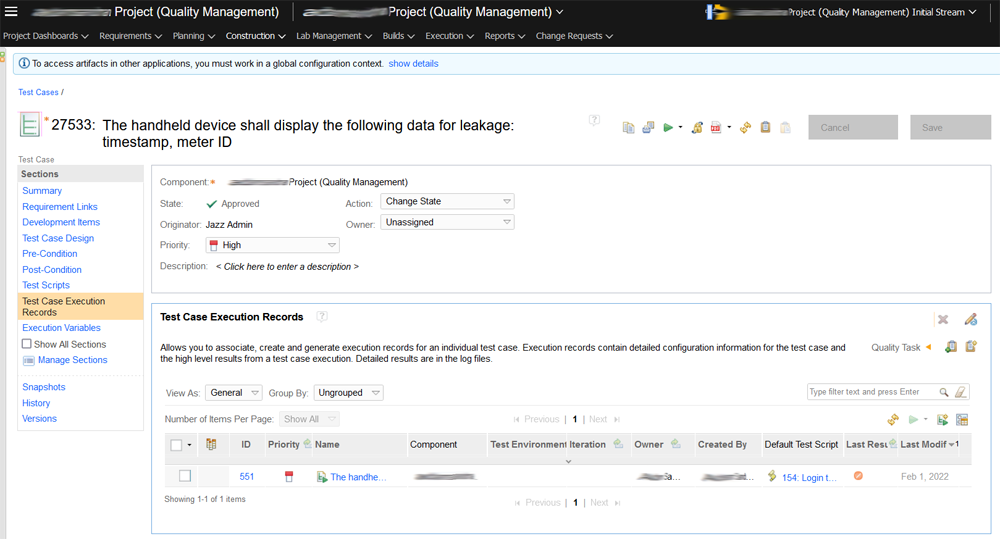 Project (Quality Management)
Project (Quality Management)
Project (Quality Management) Initial Stream
Project Dashboards Requirements Planning Construction Lab Management Builds Execution Reports Change Requests
To access artifacts in other applications, you must work in a global configuration context. show details
Test Cases /
* 27533: The handheld device shall display the following data for leakage:
timestamp, meter ID
?
PDF
Cancel
Save
Test Case
Sections
Summary
Requirement Links
Development Items
Test Case Design
Pre-Condition
Post-Condition
Test Scripts
Test Case Execution
Records
Execution Variables
Show All Sections
Manage Sections
Snapshots
History
Versions
Component:* Project (Quality Management)
State: Approved Action: Change State
Originator: Jazz Admin Owner: Unassigned
Priority: High
Description: < Click here to enter a description >
Test Case Execution Records ?
Allows you to associate, create and generate execution records for an individual test case. Execution records contain detailed configuration information for the test case and
the high level results from a test case execution. Detailed results are in the log files.
Quality Task
View As: General Group By: Ungrouped
Type filter text and press Enter
Number of Items Per Page: Show All
Previous | 1 | Next
ID Priority Name Component Test Environment Iteration Owner Created By Default Test Script Last Resu Last Modif 1
551 The handhe... a... ... 154: Login t... Feb 1, 2022
Showing 1-1 of 1 items
Previous | 1 | Next